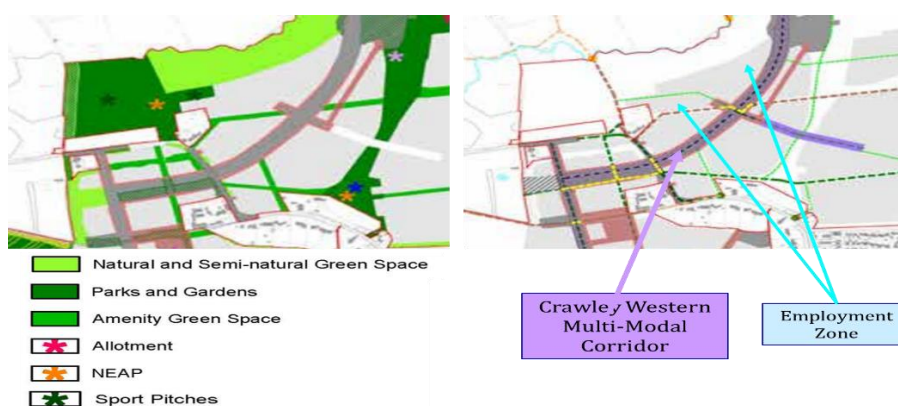 Natural and Semi-natural Green Space
Parks and Gardens
Amenity Green Space
Allotment
NEAP
Sport Pitches
Crawley Western
Multi-Modal
Corridor
Employment
Zone